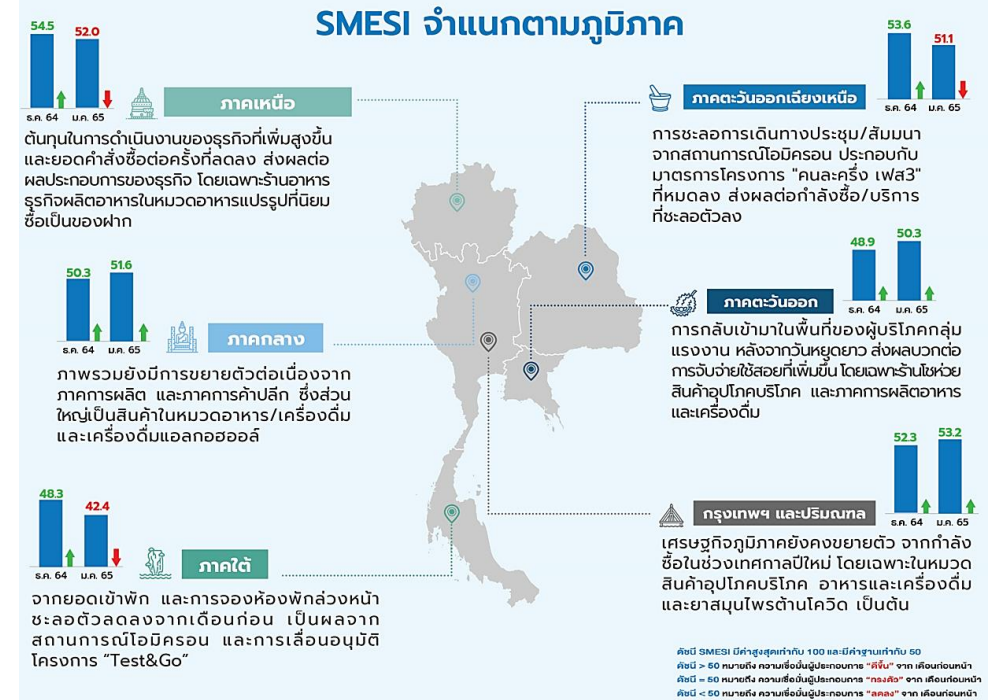 SMESI จำแนกตามภูมิภาค
54.5
52.0
ธ.ค. 64
ม.ค. 65
ภาคเหนือ
ต้นทุนในการดำเนินงานของธุรกิจที่เพิ่มสูงขึ้น
และยอดคำสั่งซื้อต่อครั้งที่ลดลง ส่งผลต่อ
ผลประกอบการของธุรกิจ โดยเฉพาะร้านอาหาร
ธุรกิจผลิตอาหารในหมวดอาหารแปรรูปที่นิยม
ซื้อเป็นของฝาก
53.6
51.1
ธ.ค. 64
ม.ค. 65
ภาคตะวันออกเฉียงเหนือ
การชะลอการเดินทางประชุม/สัมมนา
จากสถานการณ์โอมิครอน ประกอบกับ
มาตรการโครงการ "คนละครึ่ง เฟส3"
ที่หมดลง ส่งผลต่อกำลังซื้อ/บริการ
ที่ชะลอตัวลง
50.3
51.6
ธ.ค. 64
ม.ค. 65
ภาคกลาง
ภาพรวมยังมีการขยายตัวต่อเนื่องจาก
ภาคการผลิต และภาคการค้าปลีก ซึ่งส่วน
ใหญ่เป็นสินค้าในหมวดอาหาร/เครื่องดื่ม
และเครื่องดื่มแอลกอฮออล์
48.9
50.3
ธ.ค. 64
ม.ค. 65
ภาคตะวันออก
การกลับเข้ามาในพื้นที่ของผู้บริโภคกลุ่ม
แรงงาน หลังจากวันหยุดยาว ส่งผลบวกต่อ
การจับจ่ายใช้สอยที่เพิ่มขึ้น โดยเฉพาะร้านโชห่วย
สินค้าอุปโภคบริโภค และภาคการผลิตอาหาร
และเครื่องดื่ม
48.3
42.4
ธ.ค. 64
ม.ค. 65
ภาคใต้
จากยอดเข้าพัก และการจองห้องพักล่วงหน้า
ชะลอตัวลดลงจากเดือนก่อน เป็นผลจาก
สถานการณ์โอมิครอน และการเลื่อนอนุมัติ
โครงการ “Test&Go”
52.3
53.2
ธ.ค. 64
ม.ค. 65
กรุงเทพฯ และปริมณฑล
เศรษฐกิจภูมิภาคยังคงขยายตัว จากกำลัง
ซื้อในช่วงเทศกาลปีใหม่ โดยเฉพาะในหมวด
สินค้าอุปโภคบริโภค อาหารและเครื่องดื่ม
และยาสมุนไพรต้านโควิด เป็นต้น
ดัชนี SMESI มีค่าสูงสุดเท่ากับ 100 และมีค่าฐานเท่ากับ 50
ดัชนี > 50 หมายถึง ความเชื่อมั่นผู้ประกอบการ “ดีขึ้น” จาก เดือนก่อนหน้า
ดัชนี = 50 หมายถึง ความเชื่อมั่นผู้ประกอบการ “ทรงตัว” จาก เดือนก่อนหน้า
ดัชนี < 50 หมายถึง ความเชื่อมั่นผู้ประกอบการ “ลดลง” จาก เดือนก่อนหน้า